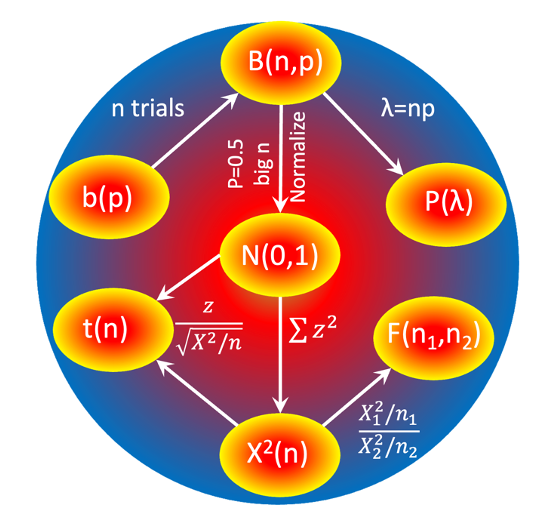 B(n,p)
n trials
λ=np
P=0.5
big n
Normalize
b(p)
P(λ)
N(0,1)
t(n)
z
√X²/n
∑ z²
F(n₁,n₂)
X²(n)
X₁²/n₁
X₂²/n₂